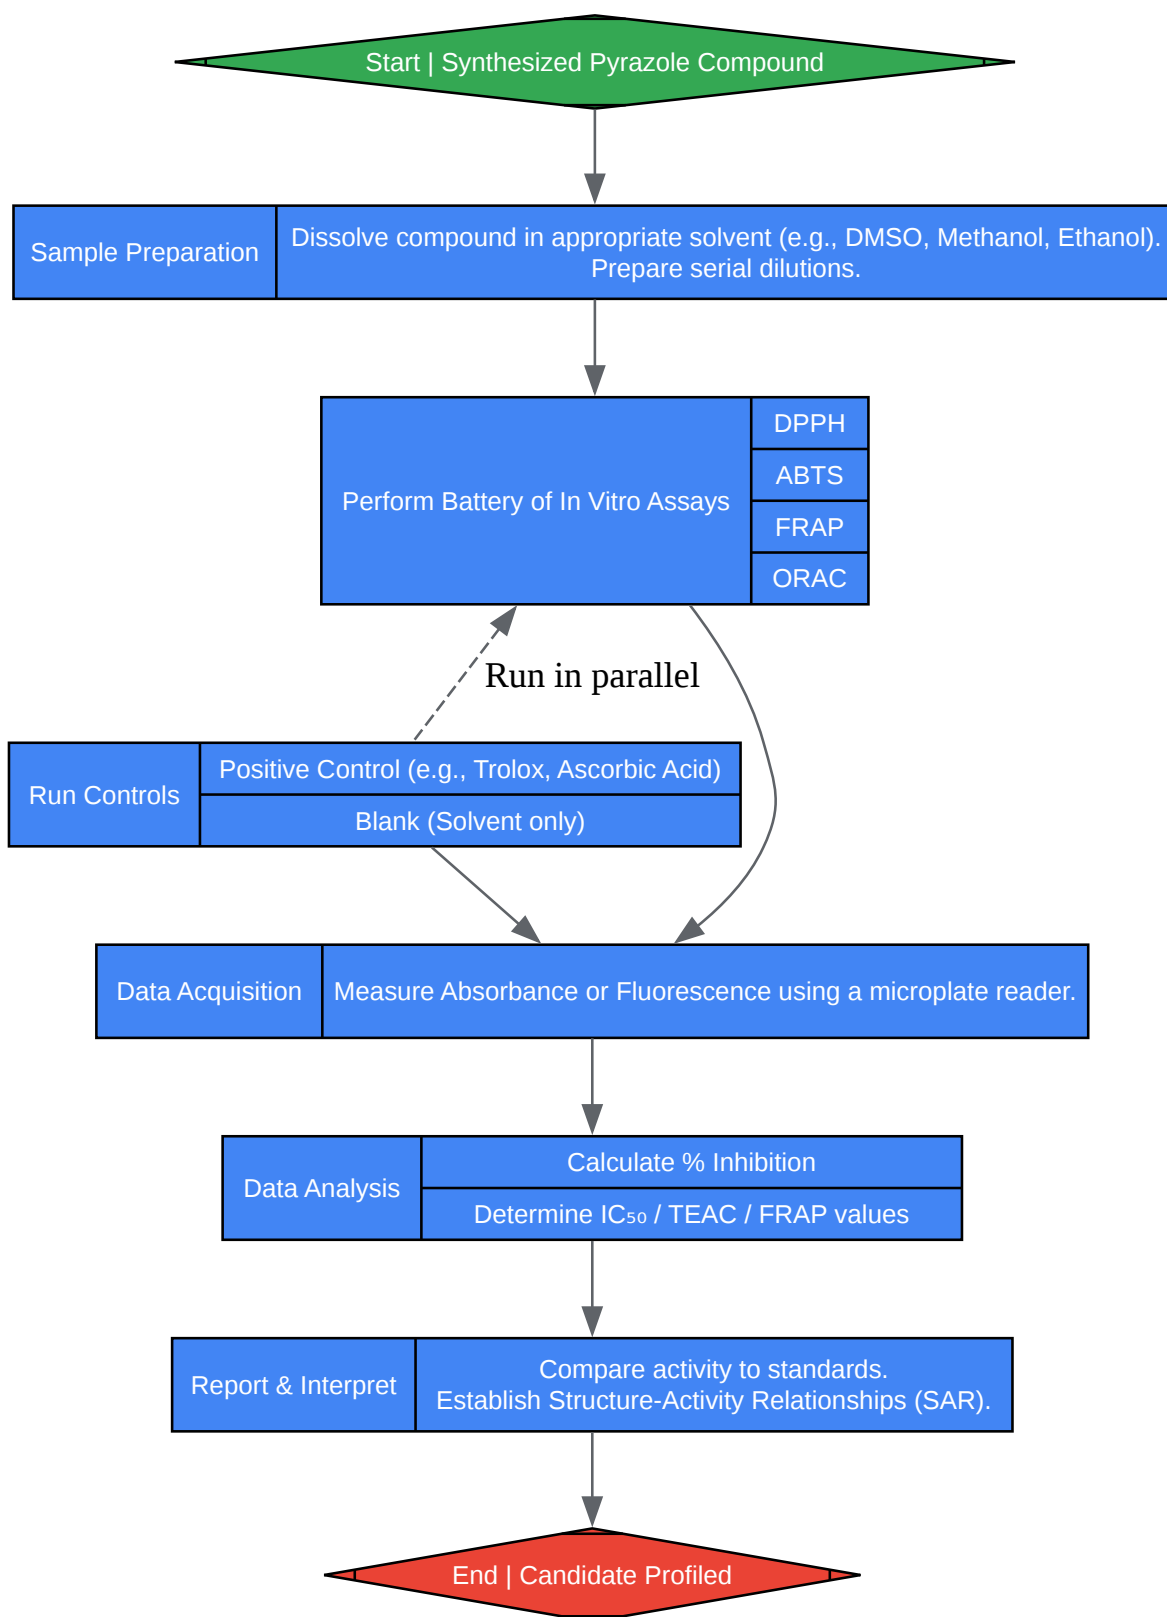 Start | Synthesized Pyrazole Compound
Sample Preparation
Dissolve compound in appropriate solvent (e.g., DMSO, Methanol, Ethanol).
Prepare serial dilutions.
Perform Battery of In Vitro Assays
DPPH
ABTS
FRAP
ORAC
Run in parallel
Run Controls
Positive Control (e.g., Trolox, Ascorbic Acid)
Blank (Solvent only)
Data Acquisition
Measure Absorbance or Fluorescence using a microplate reader.
Data Analysis
Calculate % Inhibition
Determine IC₅₀ / TEAC / FRAP values
Report & Interpret
Compare activity to standards.
Establish Structure-Activity Relationships (SAR).
End | Candidate Profiled